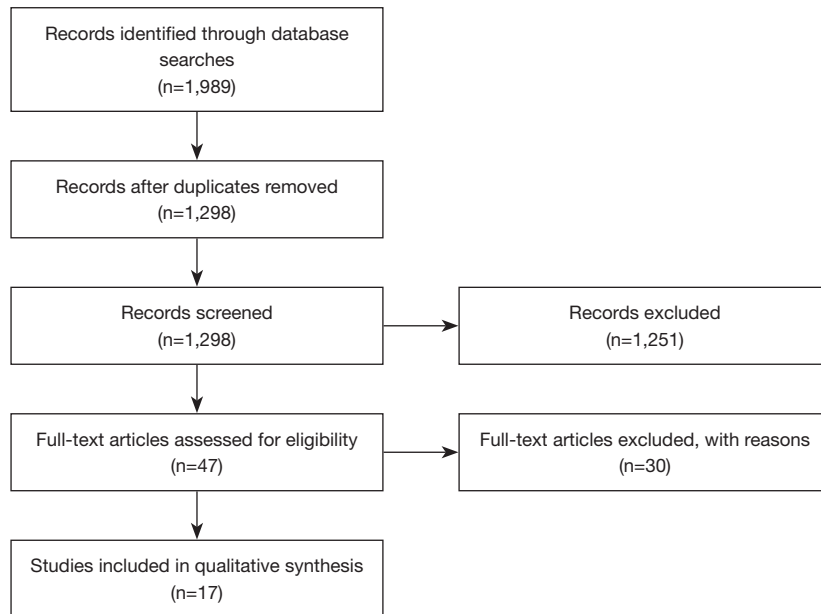 Records identified through database
searches
(n=1,989)
Records after duplicates removed
(n=1,298)
Records screened
(n=1,298)
Records excluded
(n=1,251)
Full-text articles assessed for eligibility
(n=47)
Full-text articles excluded, with reasons
(n=30)
Studies included in qualitative synthesis
(n=17)